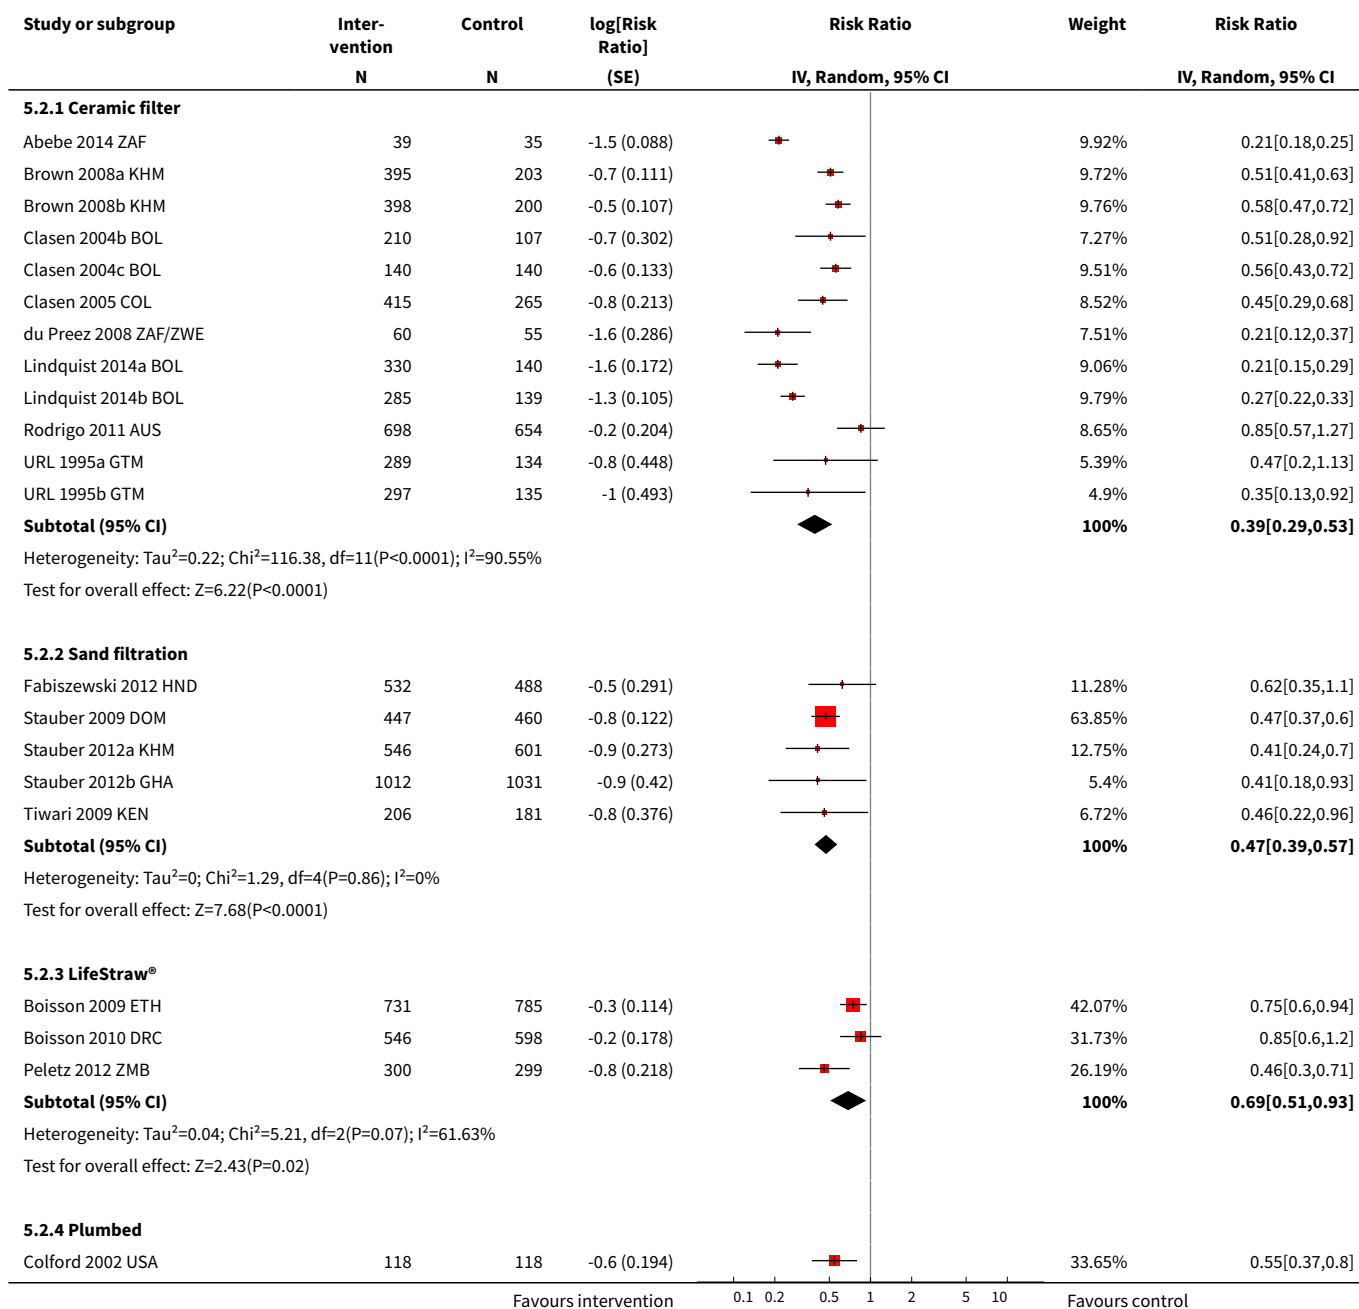 Study or subgroup Inter- Control log[Risk Risk Ratio Weight Risk Ratio
vention Ratio]
N N (SE) IV, Random, 95% CI IV, Random, 95% CI
5.2.1 Ceramic filter
Abebe 2014 ZAF 39 35 -1.5 (0.088) 9.92% 0.21[0.18,0.25]
Brown 2008a KHM 395 203 -0.7 (0.111) 9.72% 0.51[0.41,0.63]
Brown 2008b KHM 398 200 -0.5 (0.107) 9.76% 0.58[0.47,0.72]
Clasen 2004b BOL 210 107 -0.7 (0.302) 7.27% 0.51[0.28,0.92]
Clasen 2004c BOL 140 140 -0.6 (0.133) 9.51% 0.56[0.43,0.72]
Clasen 2005 COL 415 265 -0.8 (0.213) 8.52% 0.45[0.29,0.68]
du Preez 2008 ZAF/ZWE 60 55 -1.6 (0.286) 7.51% 0.21[0.12,0.37]
Lindquist 2014a BOL 330 140 -1.6 (0.172) 9.06% 0.21[0.15,0.29]
Lindquist 2014b BOL 285 139 -1.3 (0.105) 9.79% 0.27[0.22,0.33]
Rodrigo 2011 AUS 698 654 -0.2 (0.204) 8.65% 0.85[0.57,1.27]
URL 1995a GTM 289 134 -0.8 (0.448) 5.39% 0.47[0.2,1.13]
URL 1995b GTM 297 135 -1 (0.493) 4.9% 0.35[0.13,0.92]
Subtotal (95% CI) 100% 0.39[0.29,0.53]
Heterogeneity: Tau²=0.22; Chi²=116.38, df=11(P<0.0001); I²=90.55%
Test for overall effect: Z=6.22(P<0.0001)
5.2.2 Sand filtration
Fabiszewski 2012 HND 532 488 -0.5 (0.291) 11.28% 0.62[0.35,1.1]
Stauber 2009 DOM 447 460 -0.8 (0.122) 63.85% 0.47[0.37,0.6]
Stauber 2012a KHM 546 601 -0.9 (0.273) 12.75% 0.41[0.24,0.7]
Stauber 2012b GHA 1012 1031 -0.9 (0.42) 5.4% 0.41[0.18,0.93]
Tiwari 2009 KEN 206 181 -0.8 (0.376) 6.72% 0.46[0.22,0.96]
Subtotal (95% CI) 100% 0.47[0.39,0.57]
Heterogeneity: Tau²=0; Chi²=1.29, df=4(P=0.86); I²=0%
Test for overall effect: Z=7.68(P<0.0001)
5.2.3 LifeStraw®
Boisson 2009 ETH 731 785 -0.3 (0.114) 42.07% 0.75[0.6,0.94]
Boisson 2010 DRC 546 598 -0.2 (0.178) 31.73% 0.85[0.6,1.2]
Peletz 2012 ZMB 300 299 -0.8 (0.218) 26.19% 0.46[0.3,0.71]
Subtotal (95% CI) 100% 0.69[0.51,0.93]
Heterogeneity: Tau²=0.04; Chi²=5.21, df=2(P=0.07); I²=61.63%
Test for overall effect: Z=2.43(P=0.02)
5.2.4 Plumbed
Colford 2002 USA 118 118 -0.6 (0.194) 33.65% 0.55[0.37,0.8]
Favours intervention 0.1 0.2 0.5 1 2 5 10 Favours control